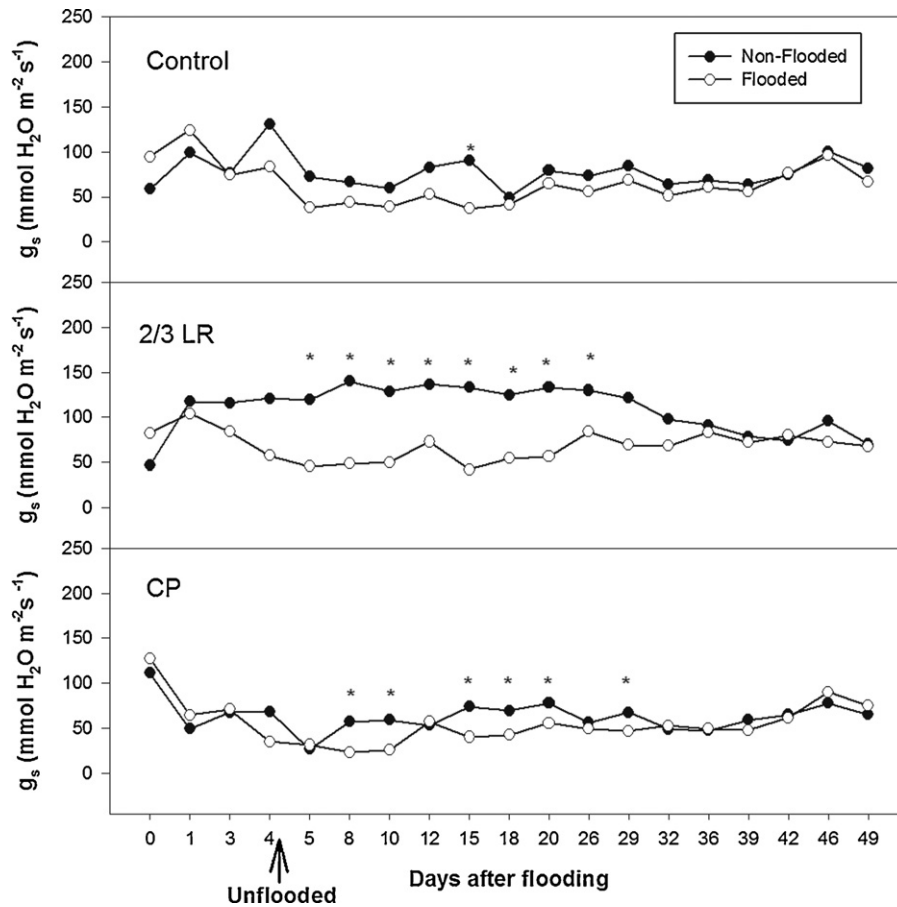 250
200
150
100
50
0
gₛ (mmol H₂O m⁻² s⁻¹)
Control
Non-Flooded
Flooded
*
250
200
150
100
50
0
gₛ (mmol H₂O m⁻² s⁻¹)
2/3 LR
* * * * * * * *
250
200
150
100
50
0
gₛ (mmol H₂O m⁻²s⁻¹)
CP
* * * * * *
0 1 3 4 5 8 10 12 15 18 20 26 29 32 36 39 42 46 49
Days after flooding
Unflooded